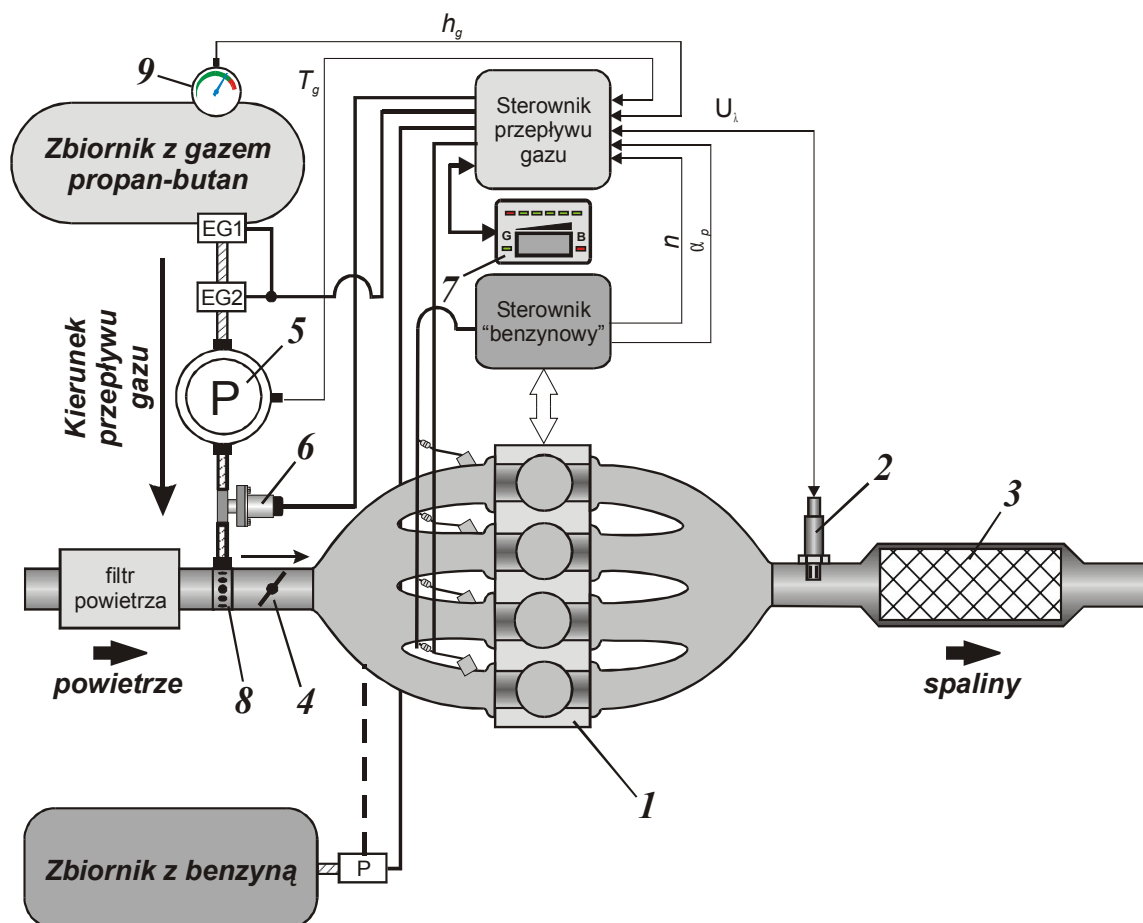 h_g
9
T_g
Sterownik
przepływu
gazu
U_λ
Zbiornik z gazem
propan-butan
EG1
G
B
n
α_p
7
EG2
Sterownik
“benzynowy”
Kierunek
przepływu
gazu
5
P
6
2
3
filtr
powietrza
powietrze
8
4
spaliny
1
Zbiornik z benzyną
P